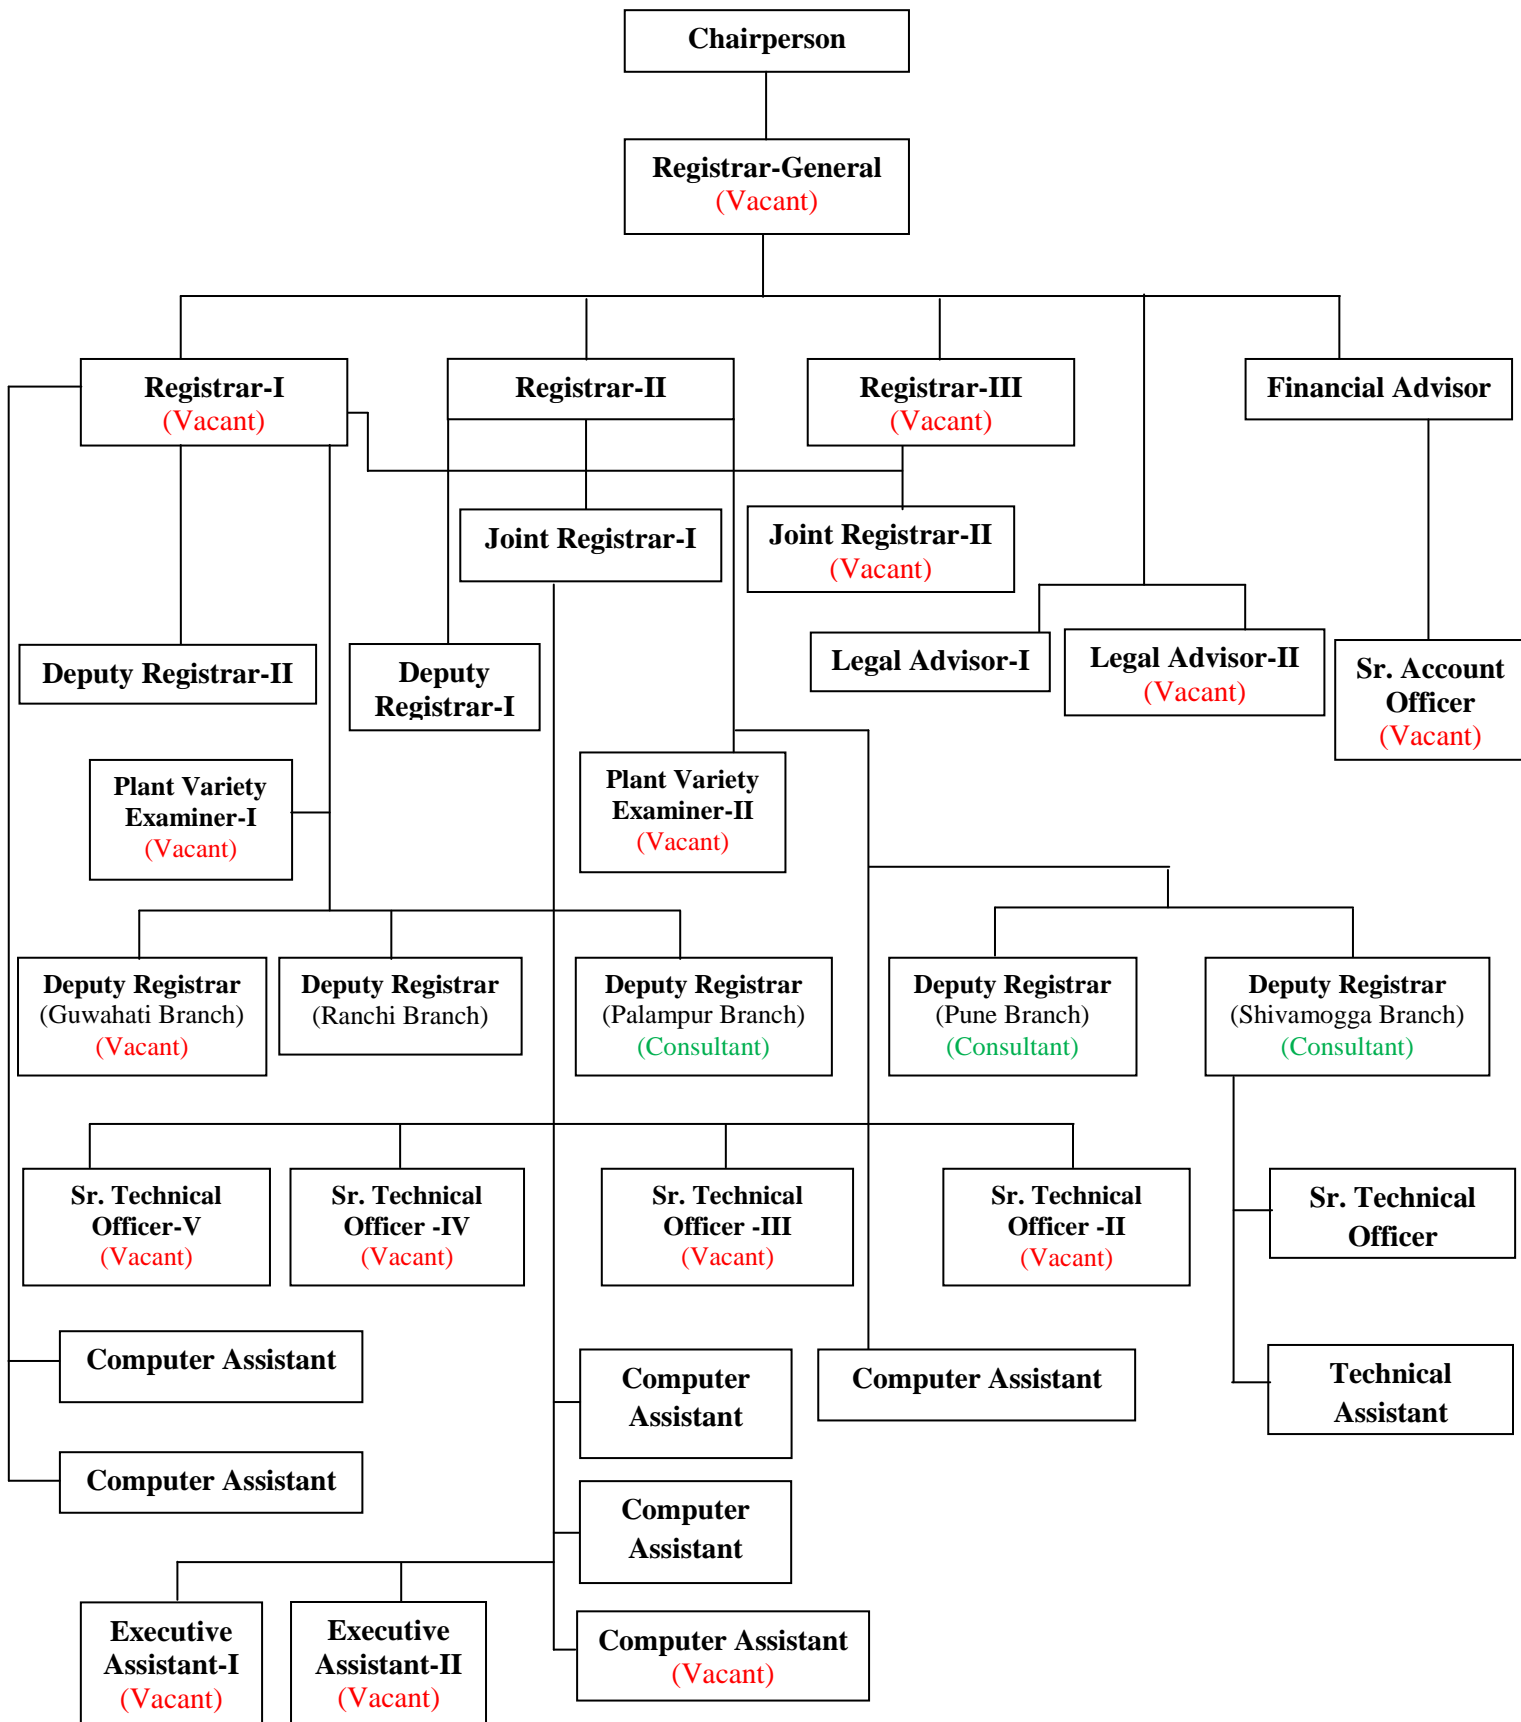 Chairperson
Registrar-General
(Vacant)
Registrar-I
(Vacant)
Registrar-II
Registrar-III
(Vacant)
Financial Advisor
Joint Registrar-I
Joint Registrar-II
(Vacant)
Deputy Registrar-II
Deputy
Registrar-I
Legal Advisor-I
Legal Advisor-II
(Vacant)
Sr. Account
Officer
(Vacant)
Plant Variety
Examiner-I
(Vacant)
Plant Variety
Examiner-II
(Vacant)
Deputy Registrar
(Guwahati Branch)
(Vacant)
Deputy Registrar
(Ranchi Branch)
Deputy Registrar
(Palampur Branch)
(Consultant)
Deputy Registrar
(Pune Branch)
(Consultant)
Deputy Registrar
(Shivamogga Branch)
(Consultant)
Sr. Technical
Officer-V
(Vacant)
Sr. Technical
Officer -IV
(Vacant)
Sr. Technical
Officer -III
(Vacant)
Sr. Technical
Officer -II
(Vacant)
Sr. Technical
Officer
Computer Assistant
Computer
Assistant
Computer Assistant
Technical
Assistant
Computer Assistant
Computer
Assistant
Executive
Assistant-I
(Vacant)
Executive
Assistant-II
(Vacant)
Computer Assistant
(Vacant)